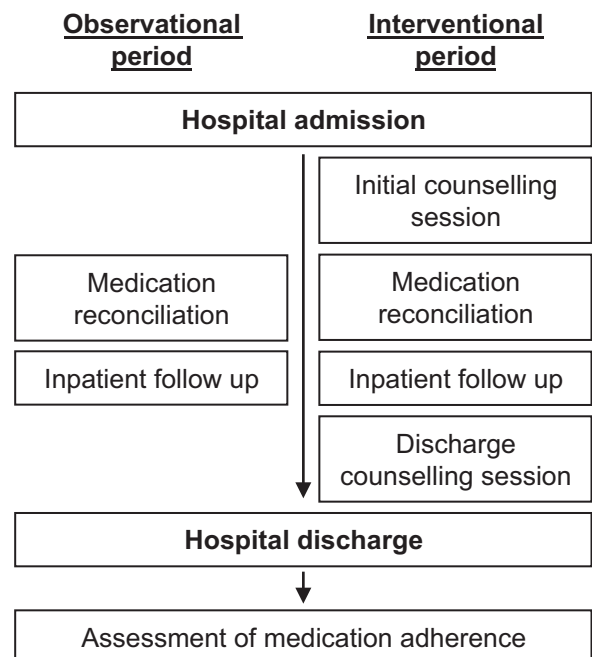 Observational
period
Interventional
period
Hospital admission
Initial counselling
session
Medication
reconciliation
Medication
reconciliation
Inpatient follow up
Inpatient follow up
Discharge
counselling session
Hospital discharge
Assessment of medication adherence